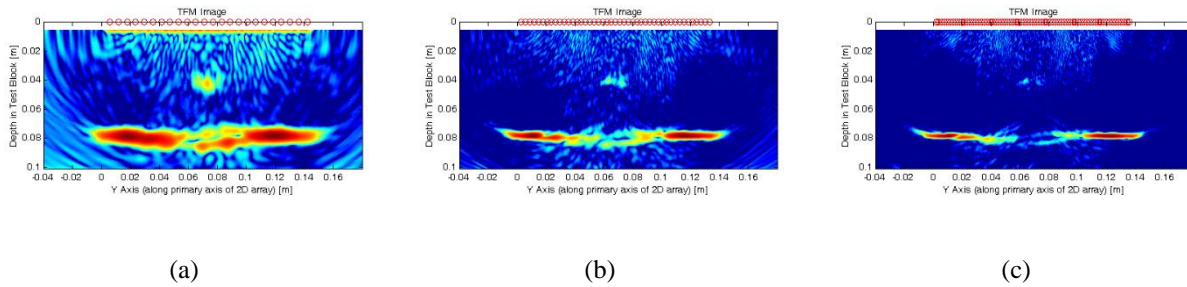 TFM Image
0
0.02
0.04
0.06
0.08
0.1
Depth in Test Block [m]
-0.04 -0.02 0 0.02 0.04 0.06 0.08 0.1 0.12 0.14 0.16
Y Axis (along primary axis of 2D array) [m]
(a)
TFM Image
0
0.02
0.04
0.06
0.08
0.1
Depth in Test Block [m]
-0.04 -0.02 0 0.02 0.04 0.06 0.08 0.1 0.12 0.14 0.16
Y Axis (along primary axis of 2D array) [m]
(b)
TFM Image
0
0.02
0.04
0.06
0.08
0.1
Depth in Test Block [m]
-0.04 -0.02 0 0.02 0.04 0.06 0.08 0.1 0.12 0.14 0.16
Y Axis (along primary axis of 2D array) [m]
(c)